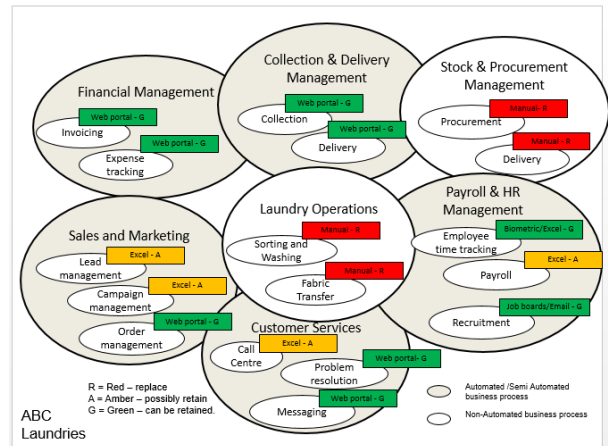 Financial Management
Web portal - G
Invoicing
Web portal - G
Expense
tracking
Collection & Delivery
Management
Web portal - G
Collection
Web portal - G
Delivery
Stock & Procurement
Management
Manual- R
Procurement
Manual - R
Delivery
Sales and Marketing
Excel - A
Lead
management
Excel - A
Campaign
management
Web portal - G
Order
management
Laundry Operations
Manual - R
Sorting and
Washing
Manual - R
Fabric
Transfer
Payroll & HR
Management
Biometric/Excel - G
Employee
time tracking
Excel - A
Payroll
Job boards/Email - G
Recruitment
Customer Services
Excel - A
Call
Centre
Web portal - G
Problem
resolution
Web portal - G
Messaging
R = Red – replace
A = Amber – possibly retain
G = Green – can be retained.
ABC
Laundries
Automated /Semi Automated
business process
Non-Automated business process